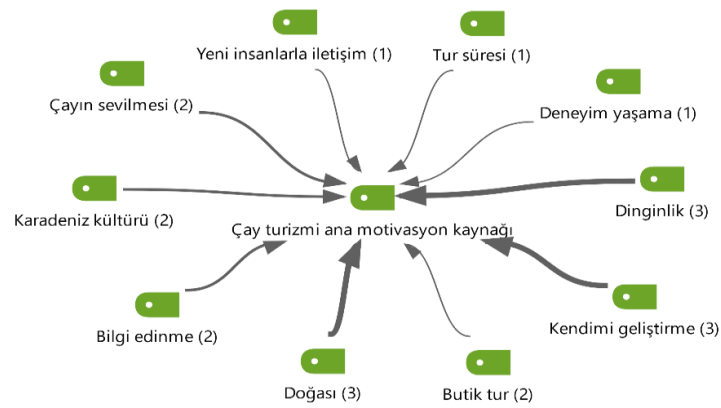 Yeni insanlarla iletişim (1)
Tur süresi (1)
Çayın sevilmesi (2)
Deneyim yaşama (1)
Karadeniz kültürü (2)
Dinginlik (3)
Çay turizmi ana motivasyon kaynağı
Bilgi edinme (2)
Kendimi geliştirme (3)
Doğası (3)
Butik tur (2)